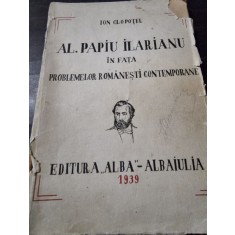 ION CLOPOȚEL
AL. PAPIU ILARIANU
ÎN FAȚA
PROBLEMELOR ROMÂNEȘTI CONTEMPORANE
EDITURA „ALBA" - ALBAIULIA
1939